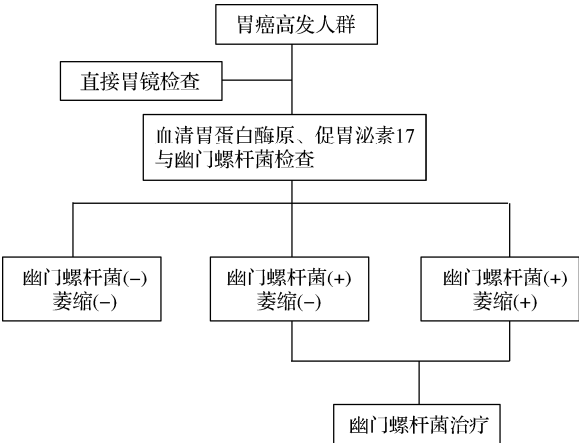 胃癌高发人群
直接胃镜检查
血清胃蛋白酶原、促胃泌素17
与幽门螺杆菌检查
幽门螺杆菌(−)
萎缩(−)
幽门螺杆菌(+)
萎缩(−)
幽门螺杆菌(+)
萎缩(+)
幽门螺杆菌治疗